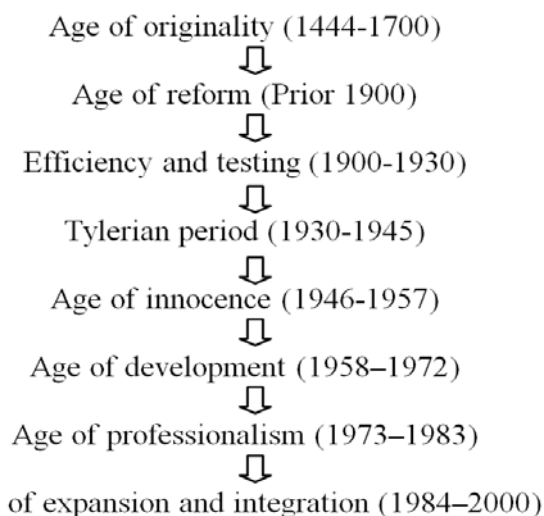 Age of originality (1444-1700)
Age of reform (Prior 1900)
Efficiency and testing (1900-1930)
Tylerian period (1930-1945)
Age of innocence (1946-1957)
Age of development (1958–1972)
Age of professionalism (1973–1983)
of expansion and integration (1984–2000)